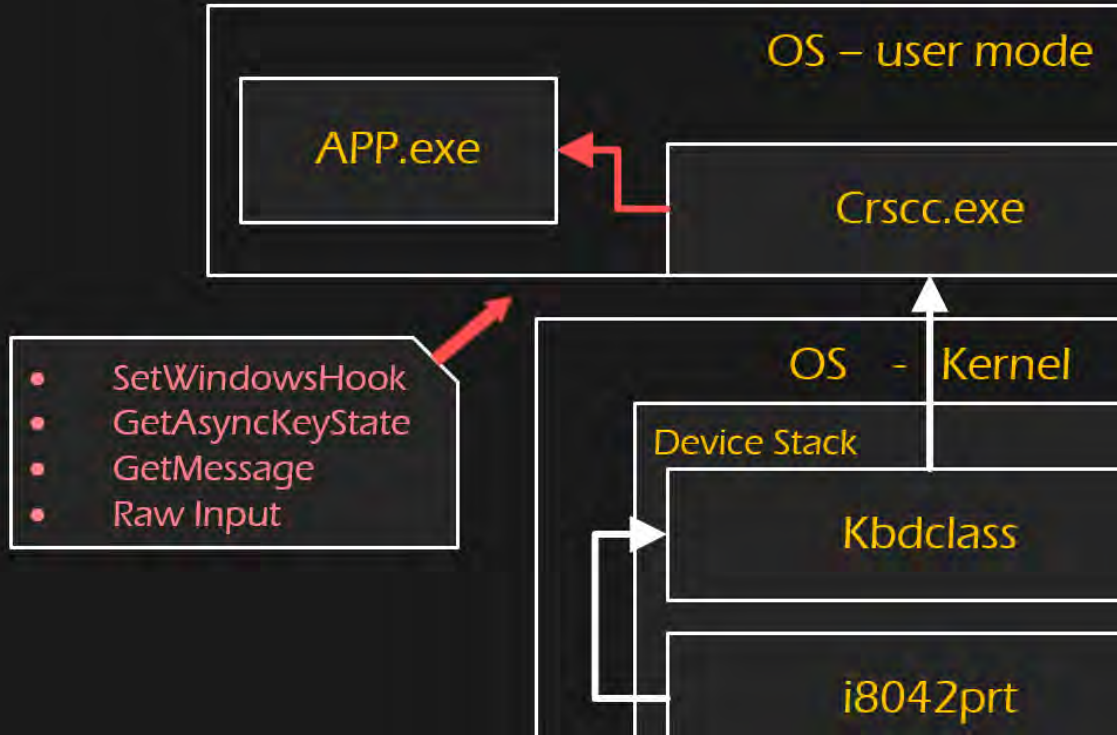 OS – user mode
APP.exe
Crscc.exe
• SetWindowsHook
• GetAsyncKeyState
• GetMessage
• Raw Input
OS - Kernel
Device Stack
Kbdclass
i8042prt